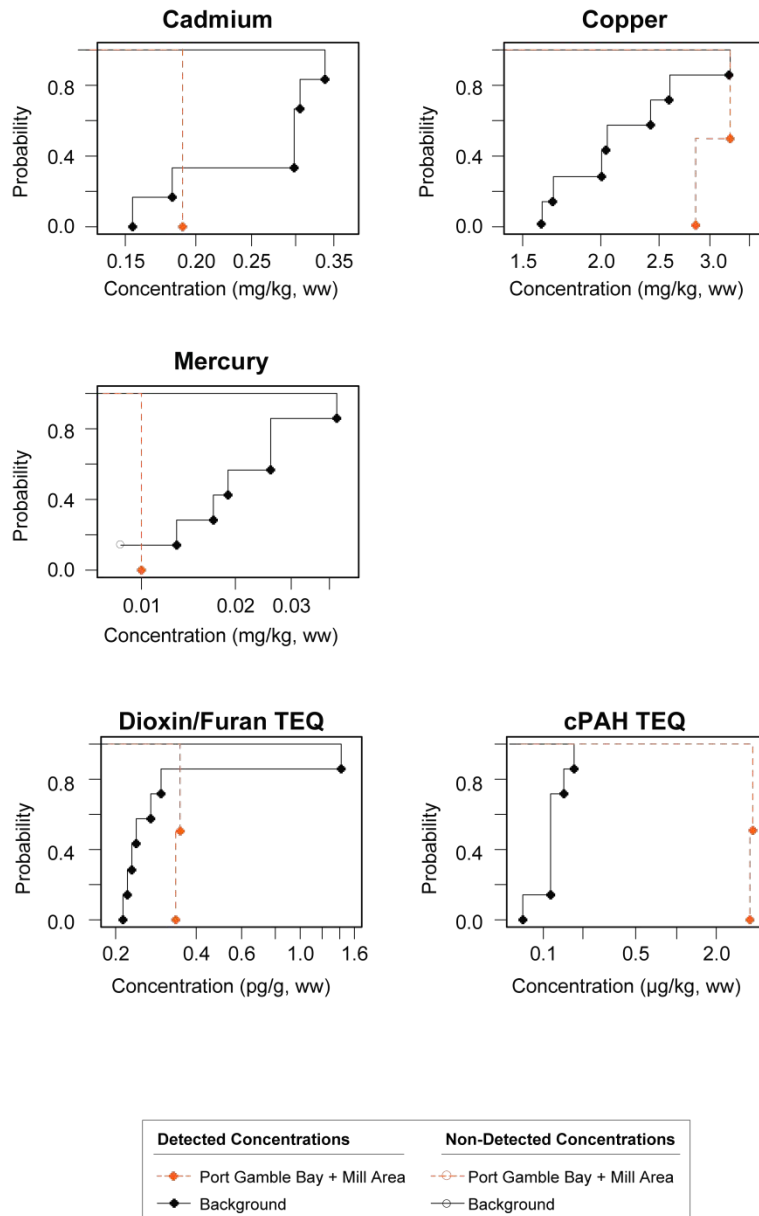 Cadmium
Probability
0.8
0.4
0.0
0.15 0.20 0.25 0.35
Concentration (mg/kg, ww)
Copper
Probability
0.8
0.4
0.0
1.5 2.0 2.5 3.0
Concentration (mg/kg, ww)
Mercury
Probability
0.8
0.4
0.0
0.01 0.02 0.03
Concentration (mg/kg, ww)
Dioxin/Furan TEQ
Probability
0.8
0.4
0.0
0.2 0.4 0.6 1.0 1.6
Concentration (pg/g, ww)
cPAH TEQ
Probability
0.8
0.4
0.0
0.1 0.5 2.0
Concentration (µg/kg, ww)
Detected Concentrations
Port Gamble Bay + Mill Area
Background
Non-Detected Concentrations
Port Gamble Bay + Mill Area
Background